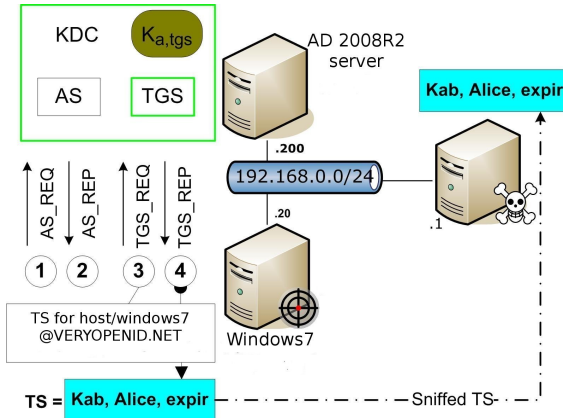 KDC
Ka,tgs
AS
TGS
AD 2008R2
server
Kab, Alice, expir
.200
192.168.0.0/24
.20
.1
AS_REQ
AS_REP
TGS_REQ
TGS_REP
1
2
3
4
TS for host/windows7
@VERYOPENID.NET
Windows7
TS =
Kab, Alice, expir
Sniffed TS